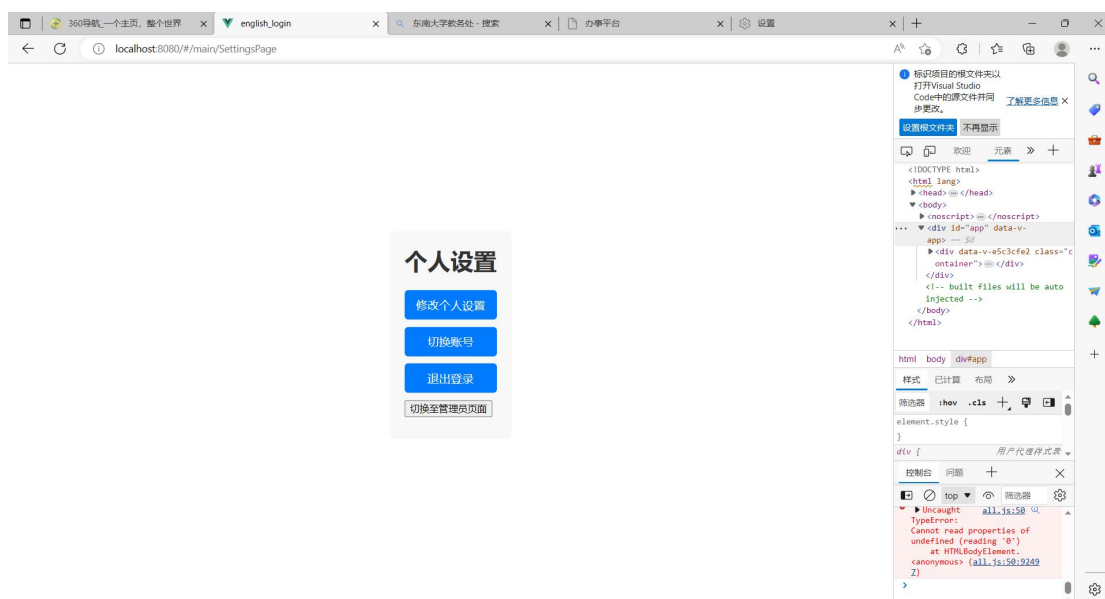 360导航_一个主页，整个世界
english_login
东南大学教务处 - 搜索
办事平台
设置
localhost:8080/#/main/SettingsPage
个人设置
修改个人设置
切换账号
退出登录
切换至管理员页面
标识项目的根文件夹以
打开Visual Studio
Code中的源文件并同
步更改。
了解更多信息
设置根文件夹
不再显示
欢迎
元素
<!DOCTYPE html>
<html lang>
<head> </head>
<body>
<noscript> </noscript>
<div id="app" data-v-
app> == $0
<div data-v-e5c3cfe2 class="c
ontainer"> </div>
</div>
<!-- built files will be auto
injected -->
</body>
</html>
html body div#app
样式 已计算 布局
筛选器 :hov .cls
element.style {
}
div {
用户代理样式表
控制台 问题
top 筛选器
Uncaught all.js:50
TypeError:
Cannot read properties of
undefined (reading '0')
at HTMLBodyElement.
<anonymous> (all.js:50:9249
7)